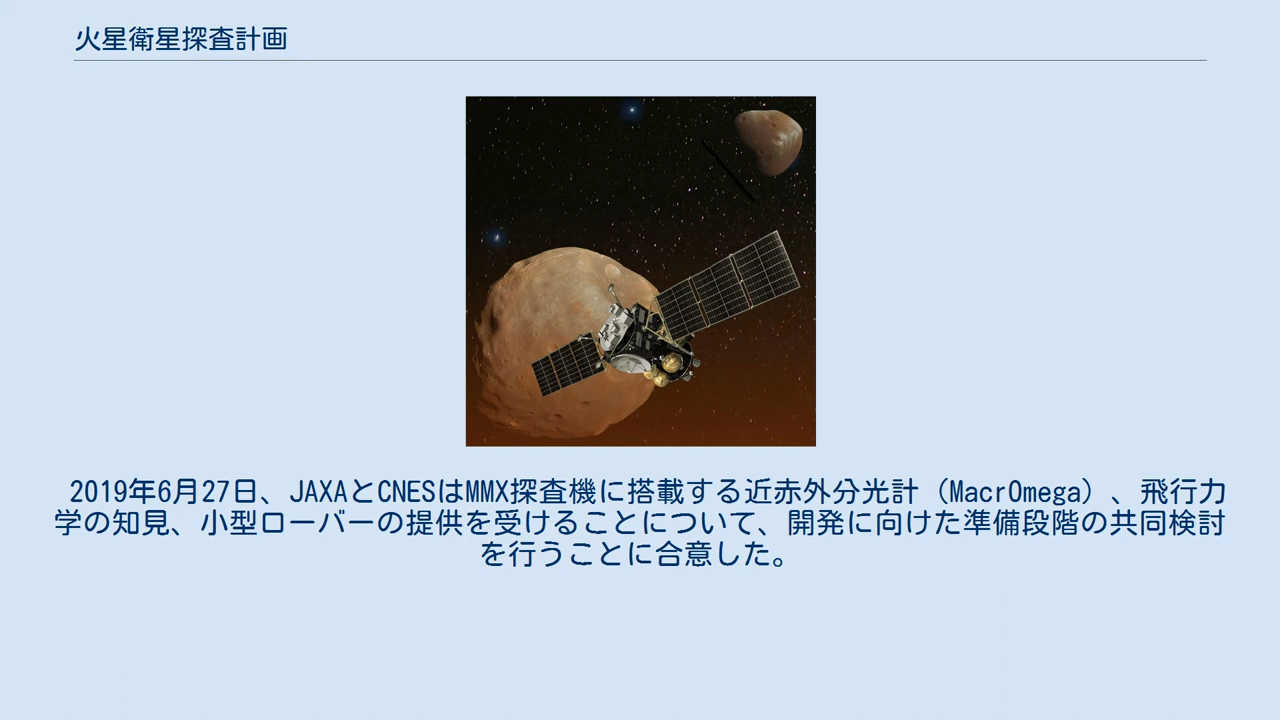 火星衛星探査計画
2019年6月27日、JAXAとCNESはMMX探査機に搭載する近赤外分光計（MacrOmega）、飛行力
学の知見、小型ローバーの提供を受けることについて、開発に向けた準備段階の共同検討
を行うことに合意した。